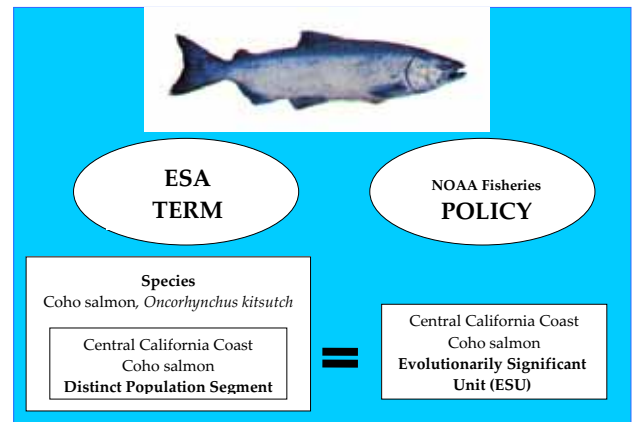 ESA
TERM
NOAA Fisheries
POLICY
Species
Coho salmon, Oncorhynchus kitsutch
Central California Coast
Coho salmon
Distinct Population Segment
=
Central California Coast
Coho salmon
Evolutionarily Significant
Unit (ESU)